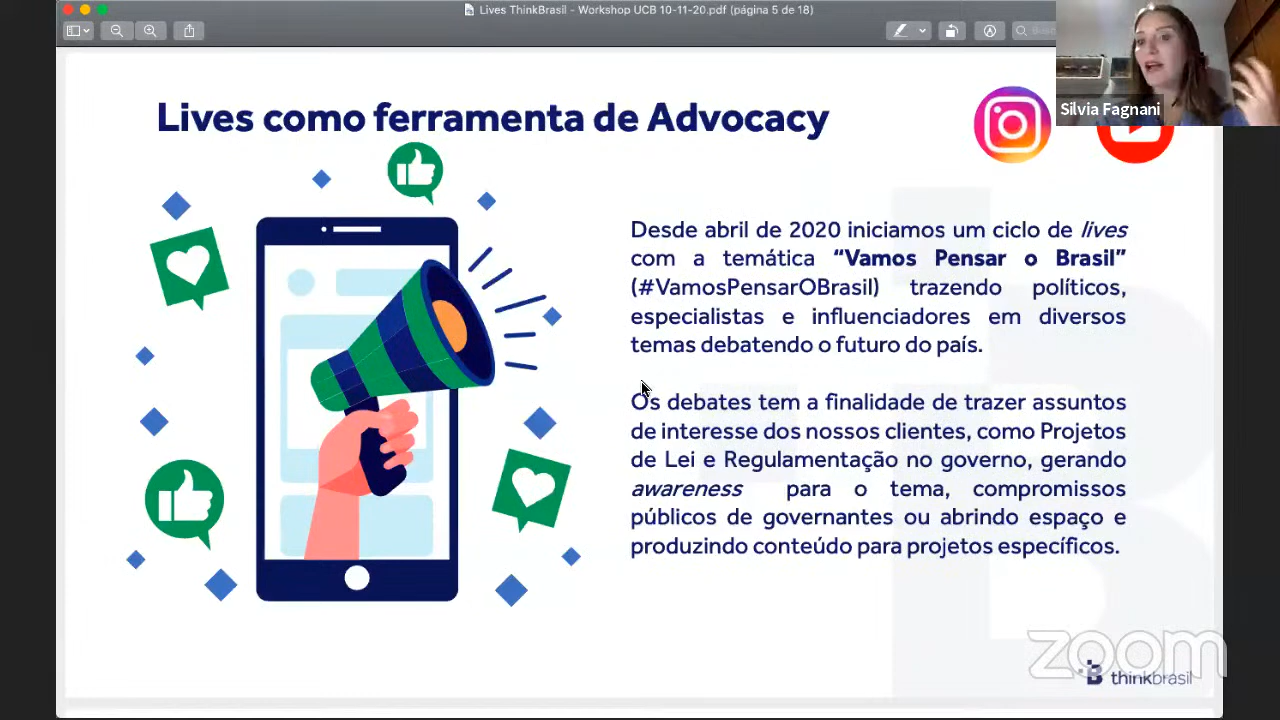 Lives ThinkBrasil - Workshop UCB 10-11-20.pdf (página 5 de 18)
Silvia Fagnani
Lives como ferramenta de Advocacy
Desde abril de 2020 iniciamos um ciclo de lives
com a temática “Vamos Pensar o Brasil”
(#VamosPensarOBrasil) trazendo políticos,
especialistas e influenciadores em diversos
temas debatendo o futuro do país.
Os debates tem a finalidade de trazer assuntos
de interesse dos nossos clientes, como Projetos
de Lei e Regulamentação no governo, gerando
awareness para o tema, compromissos
públicos de governantes ou abrindo espaço e
produzindo conteúdo para projetos específicos.
zoom
thinkbrasil